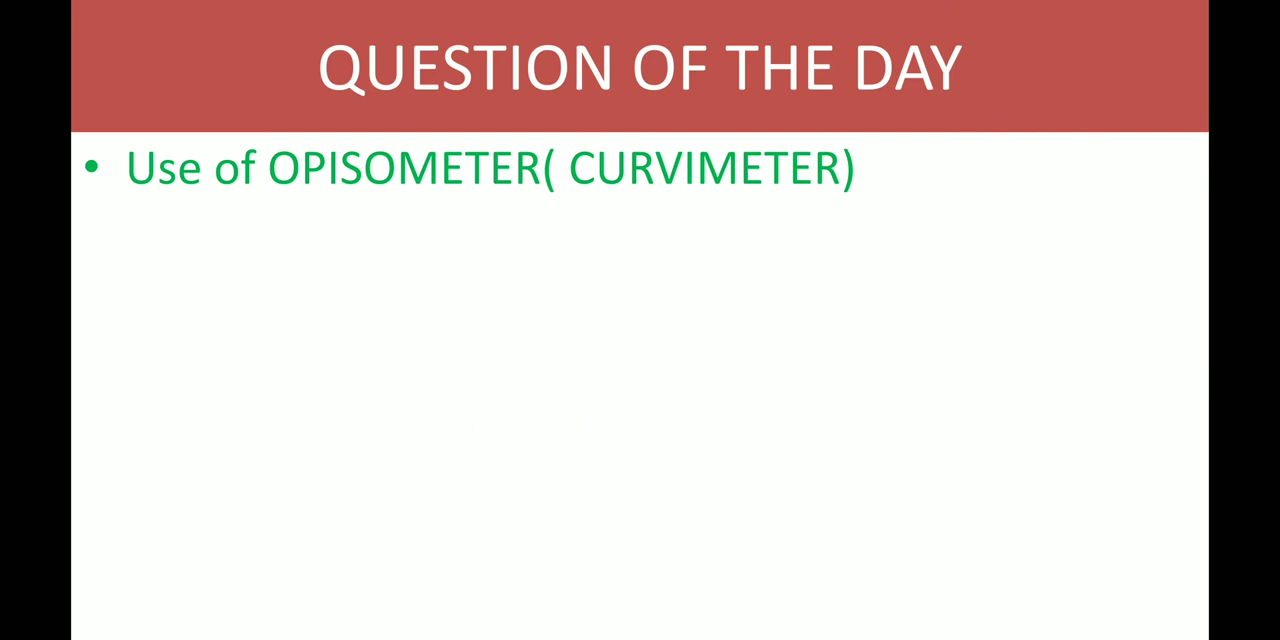 QUESTION OF THE DAY
• Use of OPISOMETER( CURVIMETER)